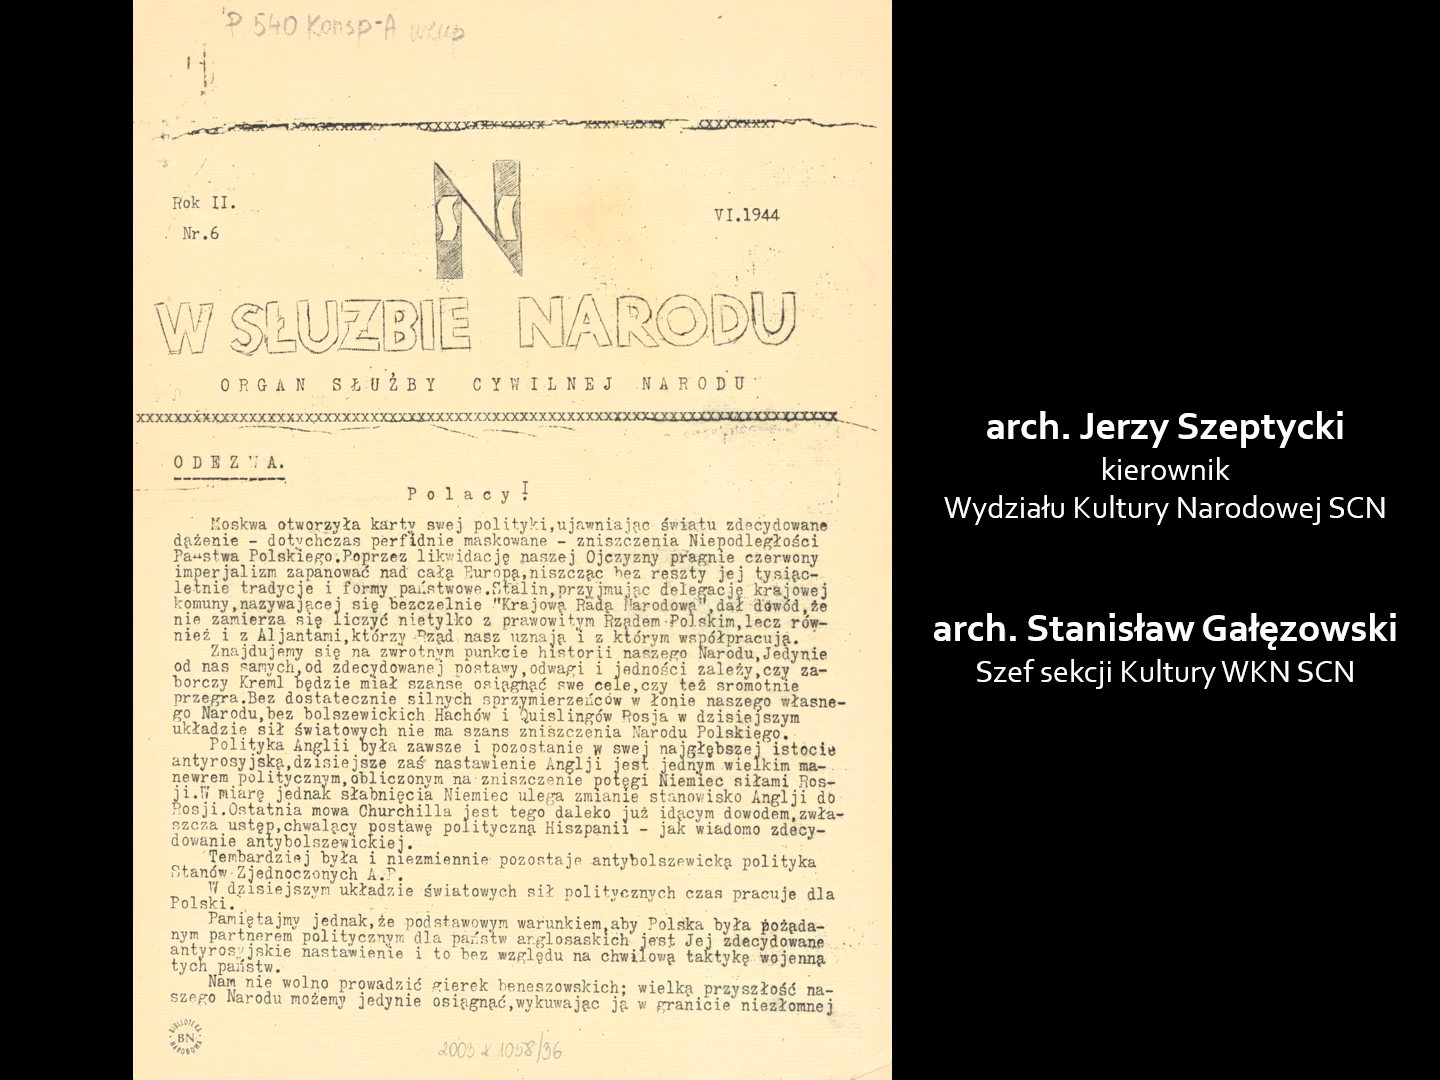 P 540 Konsp-A
Rok II.
Nr.6
VI.1944
N
W SŁUZBIE NARODU
ORGAN SŁUŻBY CYWILNEJ NARODU
xxxxxxxxxxxxxxxxxxxxxxxxxxxxxxxxxxxxxxxxxxxxxxxxxxxxxxxxxxxxxxxxxxxxxxxxxx
ODEZWA.
Polacy!
Moskwa otworzyła karty swej polityki,ujawniając światu zdecydowane
dążenie - dotychczas perfidnie maskowane - zniszczenia Niepodległości
Państwa Polskiego.Poprzez likwidację naszej Ojczyzny pragnie czerwony
imperjalizm zapanować nad całą Europą,niszcząc bez reszty jej tysiąc-
letnie tradycje i formy państwowe.Stalin,przyjmując delegację krajowej
komuny,nazywającej się bezczelnie "Krajową Radą Narodową",dał dowód,że
nie zamierza się liczyć nietylko z prawowitym Rządem Polskim,lecz rów-
nież i z Aljantami,którzy Rząd nasz uznają i z którym współpracują.
Znajdujemy się na zwrotnym punkcie historii naszego Narodu,Jedynie
od nas samych,od zdecydowanej postawy,odwagi i jedności zależy,czy za-
borczy Kreml będzie miał szanse osiągnąć swe cele,czy też sromotnie
przegra.Bez dostatecznie silnych sprzymierzeńców w łonie naszego własne-
go Narodu,bez bolszewickich Hachów i Quislingów Rosja w dzisiejszym
układzie sił światowych nie ma szans zniszczenia Narodu Polskiego.
Polityka Anglii była zawsze i pozostanie w swej najgłębszej istocie
antyrosyjską,dzisiejsze zaś nastawienie Anglji jest jednym wielkim ma-
newrem politycznym,obliczonym na zniszczenie potęgi Niemiec siłami Ros-
ji.W miarę jednak słabnięcia Niemiec ulega zmianie stanowisko Anglji do
Rosji.Ostatnia mowa Churchilla jest tego daleko już idącym dowodem,zwła-
szcza ustęp,chwalący postawę polityczną Hiszpanii - jak wiadomo zdecy-
dowanie antybolszewickiej.
Tembardziej była i niezmiennie pozostaje antybolszewicką polityka
Stanów Zjednoczonych A.P.
W dzisiejszym układzie światowych sił politycznych czas pracuje dla
Polski.
Pamiętajmy jednak,że podstawowym warunkiem,aby Polska była pożąda-
nym partnerem politycznym dla państw anglosaskich jest Jej zdecydowane
antyrosyjskie nastawienie i to bez względu na chwilową taktykę wojenną
tych państw.
Nam nie wolno prowadzić gierek beneszowskich; wielką przyszłość na-
szego Narodu możemy jedynie osiągnąć,wykuwając ją w granicie niezłomnej
BIBLIOTEKA
BN
NARODOWA
2003 K 1058/36
arch. Jerzy Szeptycki
kierownik
Wydziału Kultury Narodowej SCN
arch. Stanisław Gałęzowski
Szef sekcji Kultury WKN SCN